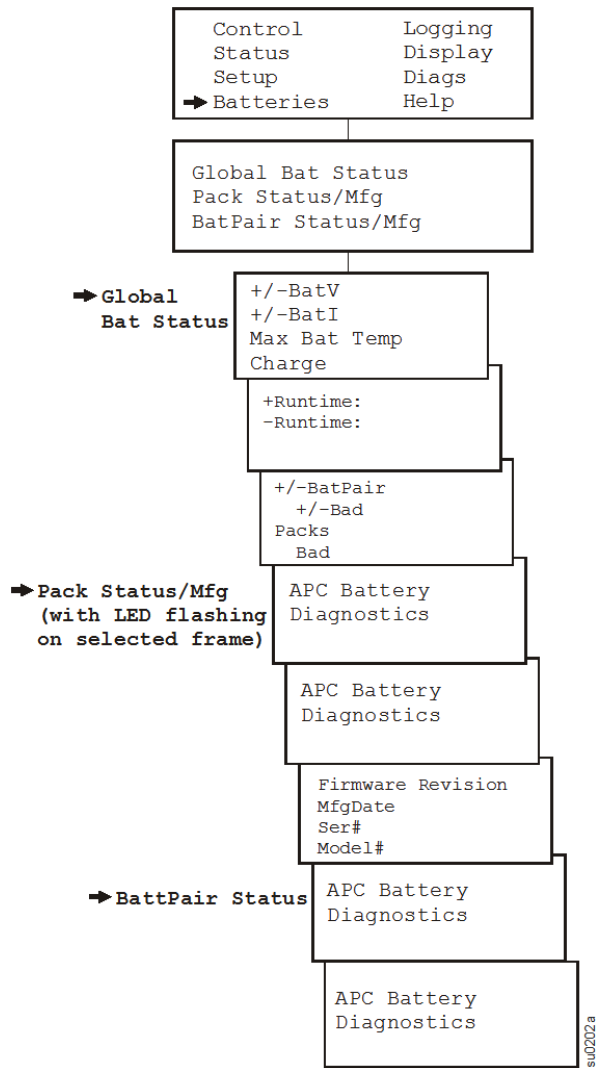 Control Logging
Status Display
Setup Diags
Batteries Help
Global Bat Status
Pack Status/Mfg
BatPair Status/Mfg
Global
Bat Status
+/-BatV
+/-BatI
Max Bat Temp
Charge
+Runtime:
-Runtime:
+/-BatPair
+/-Bad
Packs
Bad
Pack Status/Mfg
(with LED flashing
on selected frame)
APC Battery
Diagnostics
APC Battery
Diagnostics
Firmware Revision
MfgDate
Ser#
Model#
BattPair Status
APC Battery
Diagnostics
APC Battery
Diagnostics
su0202a